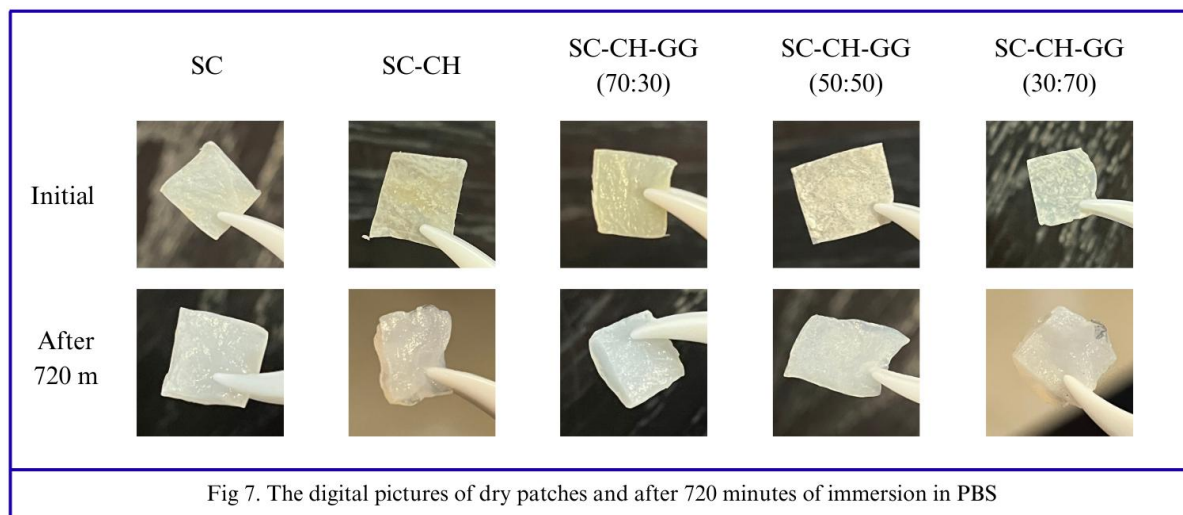 SC
SC-CH
SC-CH-GG
(70:30)
SC-CH-GG
(50:50)
SC-CH-GG
(30:70)
Initial
After
720 m
Fig 7. The digital pictures of dry patches and after 720 minutes of immersion in PBS